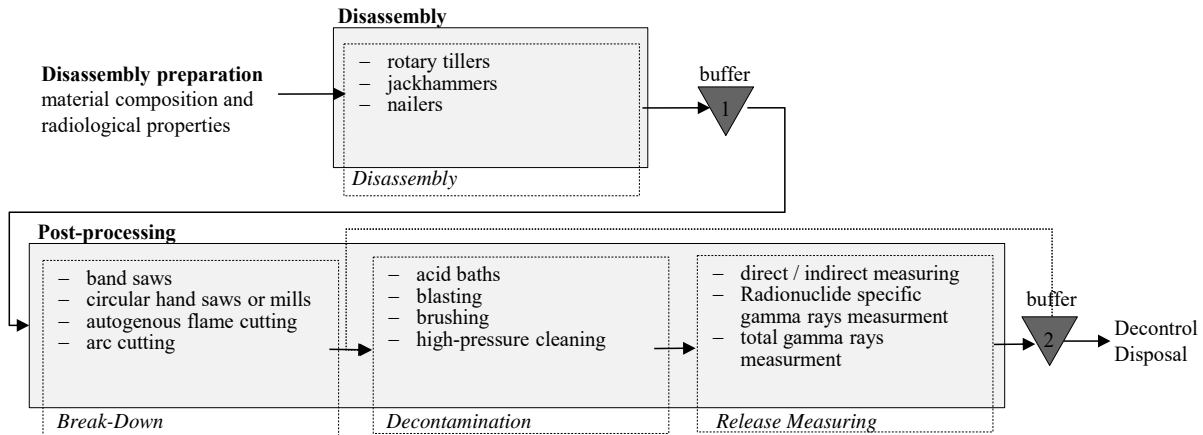 Disassembly
Disassembly preparation
material composition and
radiological properties
– rotary tillers
– jackhammers
– nailers
Disassembly
buffer
1
Post-processing
– band saws
– circular hand saws or mills
– autogenous flame cutting
– arc cutting
Break-Down
– acid baths
– blasting
– brushing
– high-pressure cleaning
Decontamination
– direct / indirect measuring
– Radionuclide specific
gamma rays measurment
– total gamma rays
measurment
Release Measuring
buffer
2
Decontrol
Disposal